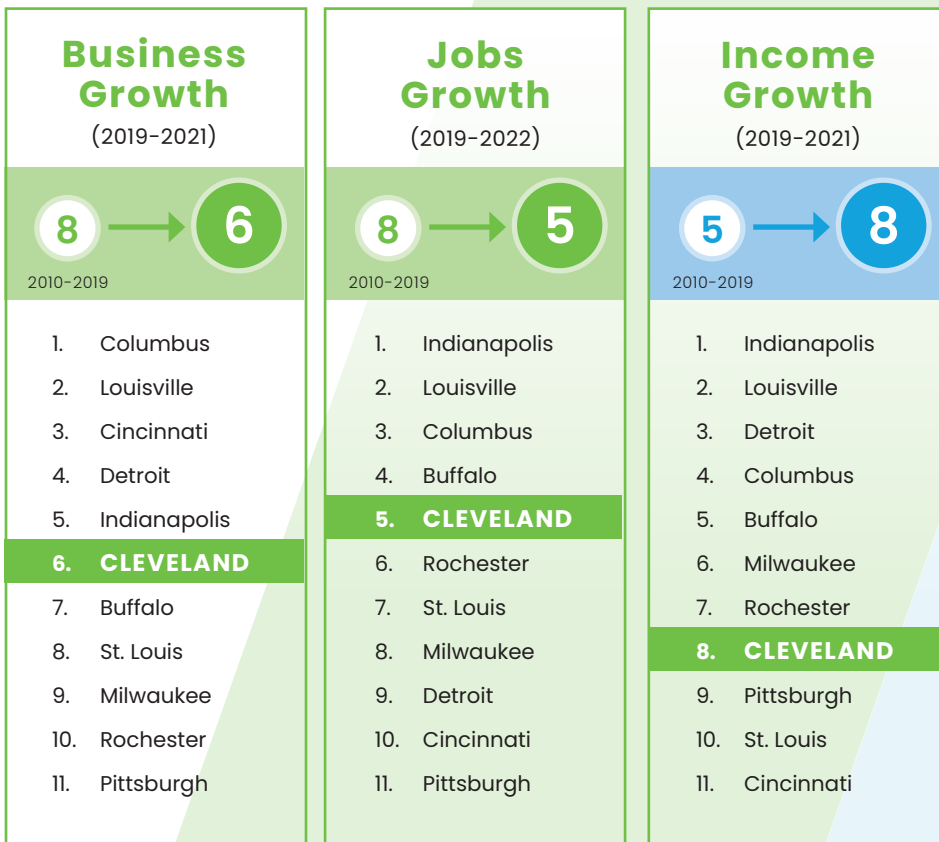 Business
Growth
(2019-2021)
8
6
2010-2019
1. Columbus
2. Louisville
3. Cincinnati
4. Detroit
5. Indianapolis
6. CLEVELAND
7. Buffalo
8. St. Louis
9. Milwaukee
10. Rochester
11. Pittsburgh
Jobs
Growth
(2019-2022)
8
5
2010-2019
1. Indianapolis
2. Louisville
3. Columbus
4. Buffalo
5. CLEVELAND
6. Rochester
7. St. Louis
8. Milwaukee
9. Detroit
10. Cincinnati
11. Pittsburgh
Income
Growth
(2019-2021)
5
8
2010-2019
1. Indianapolis
2. Louisville
3. Detroit
4. Columbus
5. Buffalo
6. Milwaukee
7. Rochester
8. CLEVELAND
9. Pittsburgh
10. St. Louis
11. Cincinnati